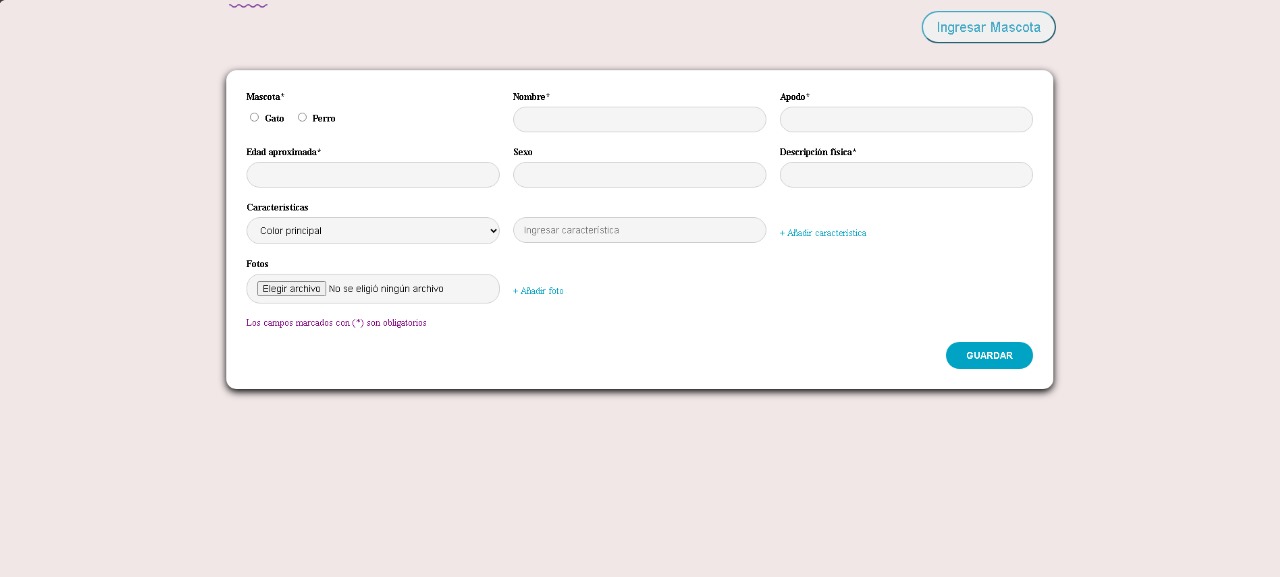 Ingresar Mascota
Mascota*
Nombre*
Apodo*
Gato
Perro
Edad aproximada*
Sexo
Descripción física*
Características
Color principal
Ingresar característica
+ Añadir característica
Fotos
Elegir archivo No se eligió ningún archivo
+ Añadir foto
Los campos marcados con (*) son obligatorios
GUARDAR